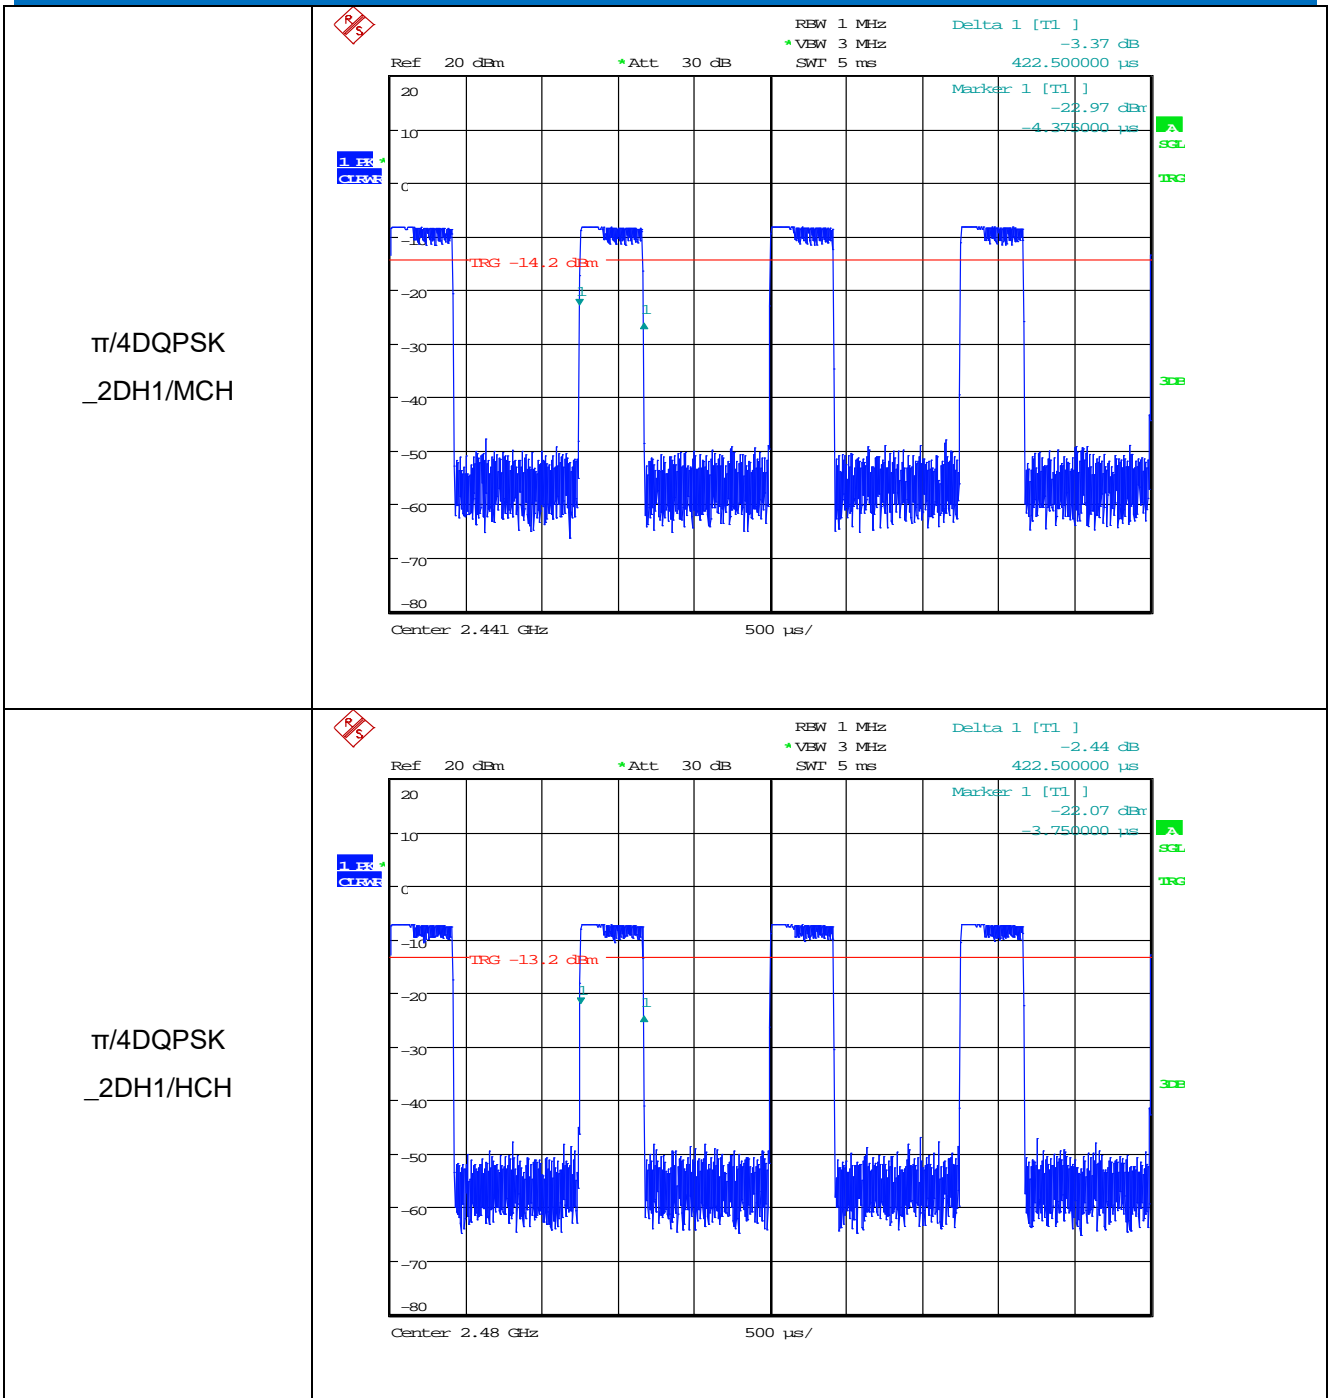 π/4DQPSK
_2DH1/MCH
R S
RBW 1 MHz
Delta 1 [T1 ]
*VBW 3 MHz
-3.37 dB
Ref 20 dBm
*Att 30 dB
SWT 5 ms
422.500000 µs
20
Marker 1 [T1 ]
-22.97 dBm
10
-4.375000 µs
A
SGL
1 PK *
CLRWR
0
TRG
-10
TRG -14.2 dBm
-20
1
1
-30
-40
3DB
-50
-60
-70
-80
Center 2.441 GHz
500 µs/
π/4DQPSK
_2DH1/HCH
R S
RBW 1 MHz
Delta 1 [T1 ]
*VBW 3 MHz
-2.44 dB
Ref 20 dBm
*Att 30 dB
SWT 5 ms
422.500000 µs
20
Marker 1 [T1 ]
-22.07 dBm
10
-3.750000 µs
A
SGL
1 PK *
CLRWR
0
TRG
-10
TRG -13.2 dBm
-20
1
1
-30
-40
3DB
-50
-60
-70
-80
Center 2.48 GHz
500 µs/